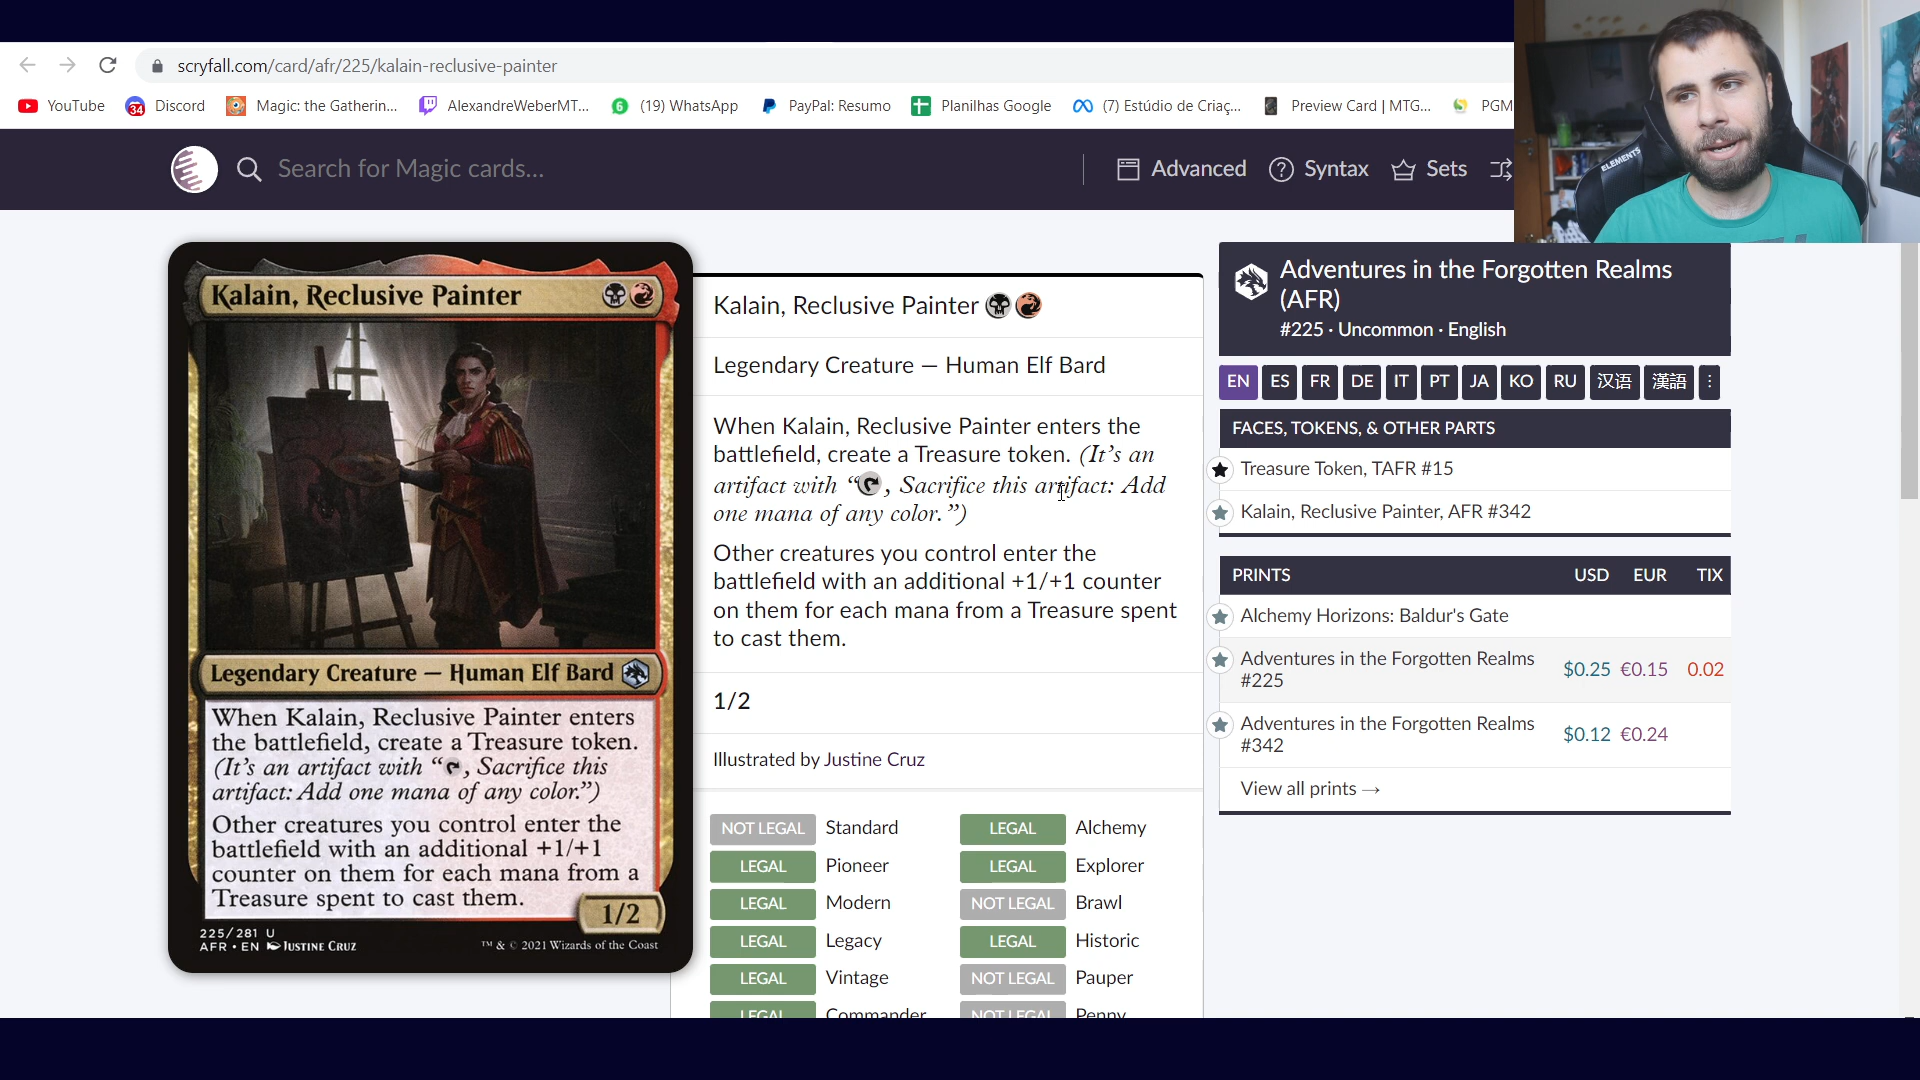 scryfall.com/card/afr/225/kalain-reclusive-painter
YouTube
34
Discord
Magic: the Gatherin...
AlexandreWeberMT...
6
(19) WhatsApp
PayPal: Resumo
Planilhas Google
(7) Estúdio de Criaç...
Preview Card | MTG...
PGM
ELEMENTS
Search for Magic cards...
Advanced
Syntax
Sets
Kalain, Reclusive Painter
Legendary Creature — Human Elf Bard
When Kalain, Reclusive Painter enters
the battlefield, create a Treasure token.
(It's an artifact with “ , Sacrifice this
artifact: Add one mana of any color.”)
Other creatures you control enter the
battlefield with an additional +1/+1
counter on them for each mana from a
Treasure spent to cast them.
1/2
225/281 U
AFR • EN JUSTINE CRUZ
™ & © 2021 Wizards of the Coast
Kalain, Reclusive Painter
Legendary Creature — Human Elf Bard
When Kalain, Reclusive Painter enters the
battlefield, create a Treasure token. (It’s an
artifact with “ , Sacrifice this artifact: Add
one mana of any color.”)
Other creatures you control enter the
battlefield with an additional +1/+1 counter
on them for each mana from a Treasure spent
to cast them.
1/2
Illustrated by Justine Cruz
NOT LEGAL Standard LEGAL Alchemy
LEGAL Pioneer LEGAL Explorer
LEGAL Modern NOT LEGAL Brawl
LEGAL Legacy LEGAL Historic
LEGAL Vintage NOT LEGAL Pauper
LEGAL Commander NOT LEGAL Penny
Adventures in the Forgotten Realms
(AFR)
#225 · Uncommon · English
EN ES FR DE IT PT JA KO RU 汉语 漢語
FACES, TOKENS, & OTHER PARTS
Treasure Token, TAFR #15
Kalain, Reclusive Painter, AFR #342
PRINTS USD EUR TIX
Alchemy Horizons: Baldur's Gate
Adventures in the Forgotten Realms
#225 $0.25 €0.15 0.02
Adventures in the Forgotten Realms
#342 $0.12 €0.24
View all prints →